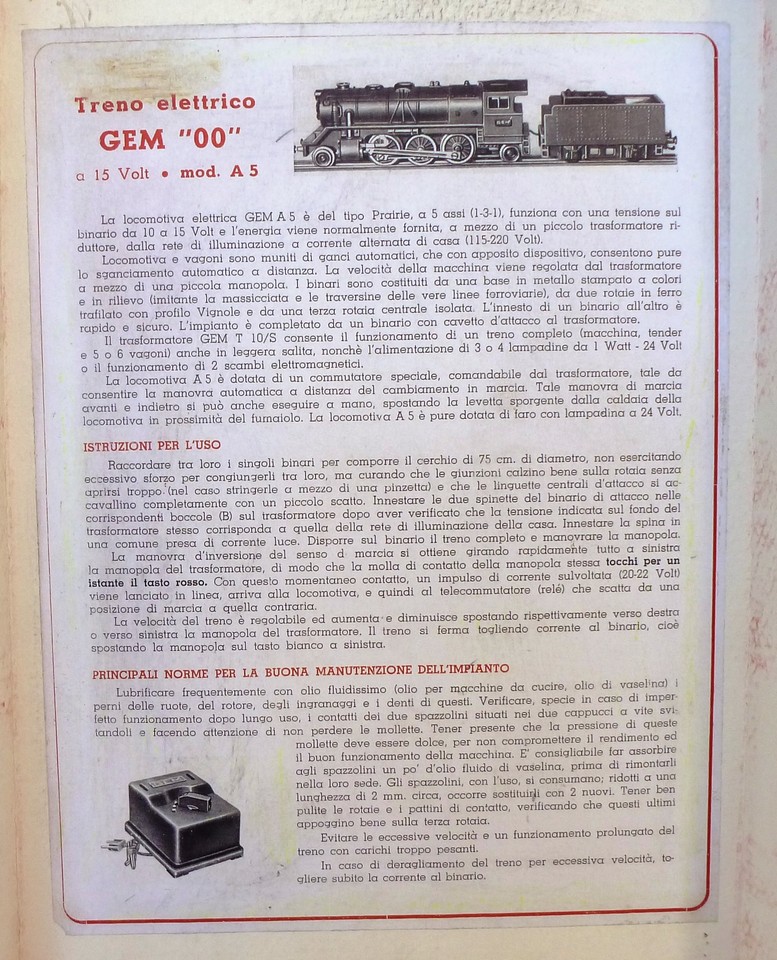 Treno elettrico
GEM "00"
a 15 Volt • mod. A 5
La locomotiva elettrica GEM A 5 è del tipo Prairie, a 5 assi (1-3-1), funziona con una tensione sul
binario da 10 a 15 Volt e l'energia viene normalmente fornita, a mezzo di un piccolo trasformatore ri-
duttore, dalla rete di illuminazione a corrente alternata di casa (115-220 Volt).
Locomotiva e vagoni sono muniti di ganci automatici, che con apposito dispositivo, consentono pure
lo sganciamento automatico a distanza. La velocità della macchina viene regolata dal trasformatore
a mezzo di una piccola manopola. I binari sono costituiti da una base in metallo stampato a colori
e in rilievo (imitante la massicciata e le traversine delle vere linee ferroviarie), da due rotaie in ferro
trafilato con profilo Vignole e da una terza rotaia centrale isolata. L'innesto di un binario all'altro è
rapido e sicuro. L'impianto è completato da un binario con cavetto d'attacco al trasformatore.
Il trasformatore GEM T 10/S consente il funzionamento di un treno completo (macchina, tender
e 5 o 6 vagoni) anche in leggera salita, nonchè l'alimentazione di 3 o 4 lampadine da 1 Watt - 24 Volt
o il funzionamento di 2 scambi elettromagnetici.
La locomotiva A 5 è dotata di un commutatore speciale, comandabile dal trasformatore, tale da
consentire la manovra automatica a distanza del cambiamento in marcia. Tale manovra di marcia
avanti e indietro si può anche eseguire a mano, spostando la levetta sporgente dalla caldaia della
locomotiva in prossimità del fumaiolo. La locomotiva A 5 è pure dotata di faro con lampadina a 24 Volt.
ISTRUZIONI PER L'USO
Raccordare tra loro i singoli binari per comporre il cerchio di 75 cm. di diametro, non esercitando
eccessivo sforzo per congiungerli tra loro, ma curando che le giunzioni calzino bene sulla rotaia senza
aprirsi troppo (nel caso stringerle a mezzo di una pinzetta) e che le linguette centrali d'attacco si ac-
cavallino completamente con un piccolo scatto. Innestare le due spinette del binario di attacco nelle
corrispondenti boccole (B) sul trasformatore dopo aver verificato che la tensione indicata sul fondo del
trasformatore stesso corrisponda a quella della rete di illuminazione della casa. Innestare la spina in
una comune presa di corrente luce. Disporre sul binario il treno completo e manovrare la manopola.
La manovra d'inversione del senso d marcia si ottiene girando rapidamente tutto a sinistra
la manopola del trasformatore, di modo che la molla di contatto della manopola stessa tocchi per un
istante il tasto rosso. Con questo momentaneo contatto, un impulso di corrente sulvoltata (20-22 Volt)
viene lanciato in linea, arriva alla locomotiva, e quindi al telecommutatore (relé) che scatta da una
posizione di marcia a quella contraria.
La velocità del treno è regolabile ed aumenta e diminuisce spostando rispettivamente verso destra
o verso sinistra la manopola del trasformatore. Il treno si ferma togliendo corrente al binario, cioè
spostando la manopola sul tasto bianco a sinistra.
PRINCIPALI NORME PER LA BUONA MANUTENZIONE DELL'IMPIANTO
Lubrificare frequentemente con olio fluidissimo (olio per macchine da cucire, olio di vaselina) i
perni delle ruote, del rotore, degli ingranaggi e i denti di questi. Verificare, specie in caso di imper-
fetto funzionamento dopo lungo uso, i contatti dei due spazzolini situati nei due cappucci a vite svi-
tandoli e facendo attenzione di non perdere le mollette. Tener presente che la pressione di queste
mollette deve essere dolce, per non compromettere il rendimento ed
il buon funzionamento della macchina. E' consigliabile far assorbire
agli spazzolini un po' d'olio fluido di vaselina, prima di rimontarli
nella loro sede. Gli spazzolini, con l'uso, si consumano; ridotti a una
lunghezza di 2 mm. circa, occorre sostituirli con 2 nuovi. Tener ben
pulite le rotaie e i pattini di contatto, verificando che questi ultimi
appoggino bene sulla terza rotaia.
Evitare le eccessive velocità e un funzionamento prolungato del
treno con carichi troppo pesanti.
In caso di deragliamento del treno per eccessiva velocità, to-
gliere subito la corrente al binario.